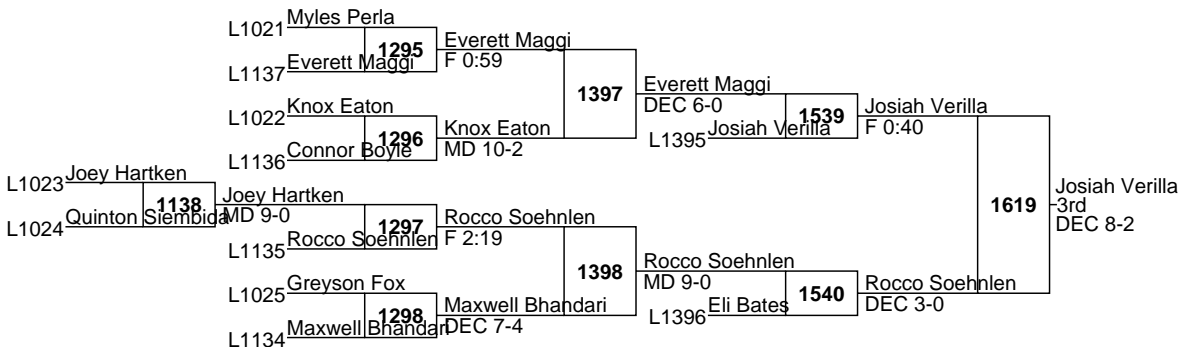 L1021 Myles Perla
1295
Everett Maggi
F 0:59
L1137 Everett Maggi
1397
Everett Maggi
DEC 6-0
L1022 Knox Eaton
1296
Knox Eaton
MD 10-2
L1136 Connor Boyle
1539
L1395 Josiah Verilla
Josiah Verilla
F 0:40
L1023 Joey Hartken
1138
L1024 Quinton Siembida
Joey Hartken
MD 9-0
1297
L1135 Rocco Soehnlen
Rocco Soehnlen
F 2:19
1398
Rocco Soehnlen
MD 9-0
L1025 Greyson Fox
1298
L1134 Maxwell Bhandari
Maxwell Bhandari
DEC 7-4
L1396 Eli Bates
1540
Rocco Soehnlen
DEC 3-0
1619
Josiah Verilla
3rd
DEC 8-2